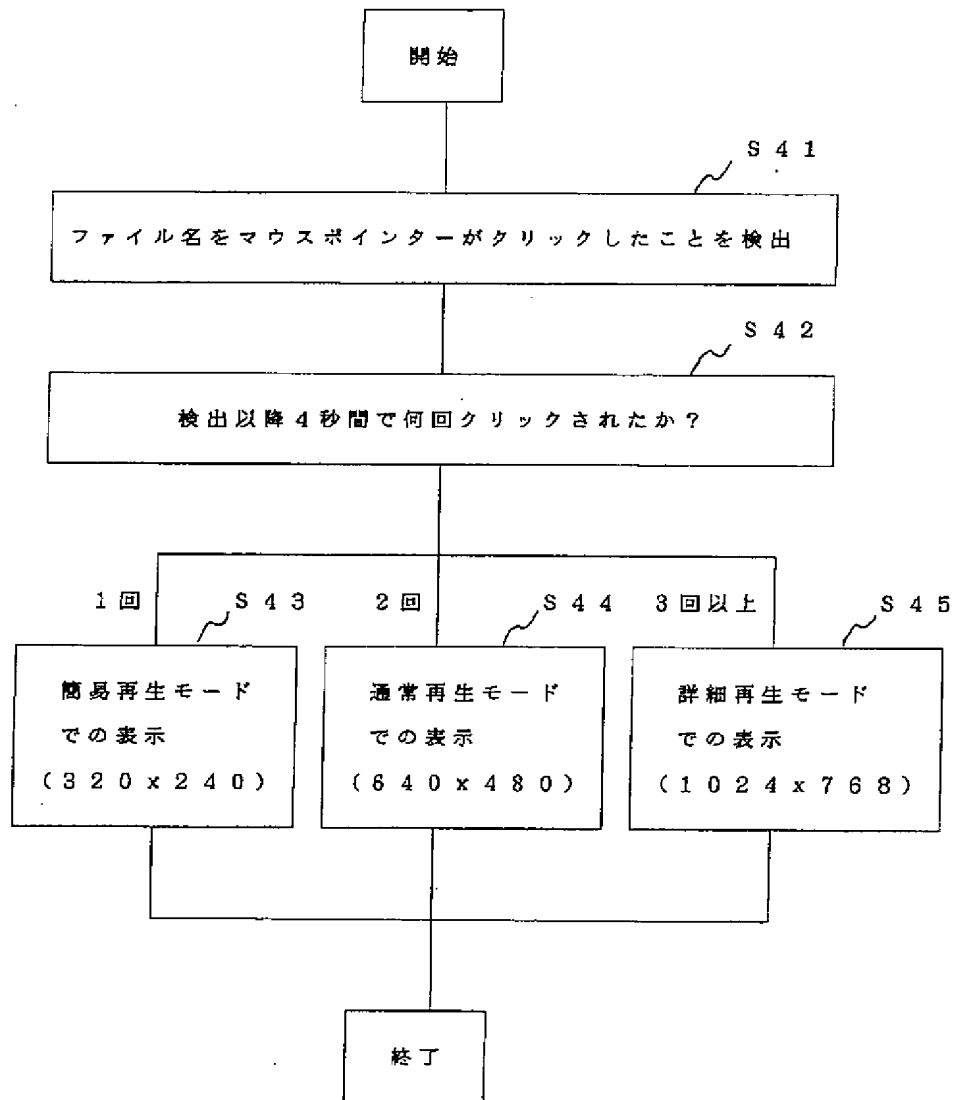 開始
S41
ファイル名をマウスポインターがクリックしたことを検出
S42
検出以降4秒間で何回クリックされたか?
1回
S43
2回
S44
3回以上
S45
簡易再生モード
での表示
(320x240)
通常再生モード
での表示
(640x480)
詳細再生モード
での表示
(1024x768)
終了